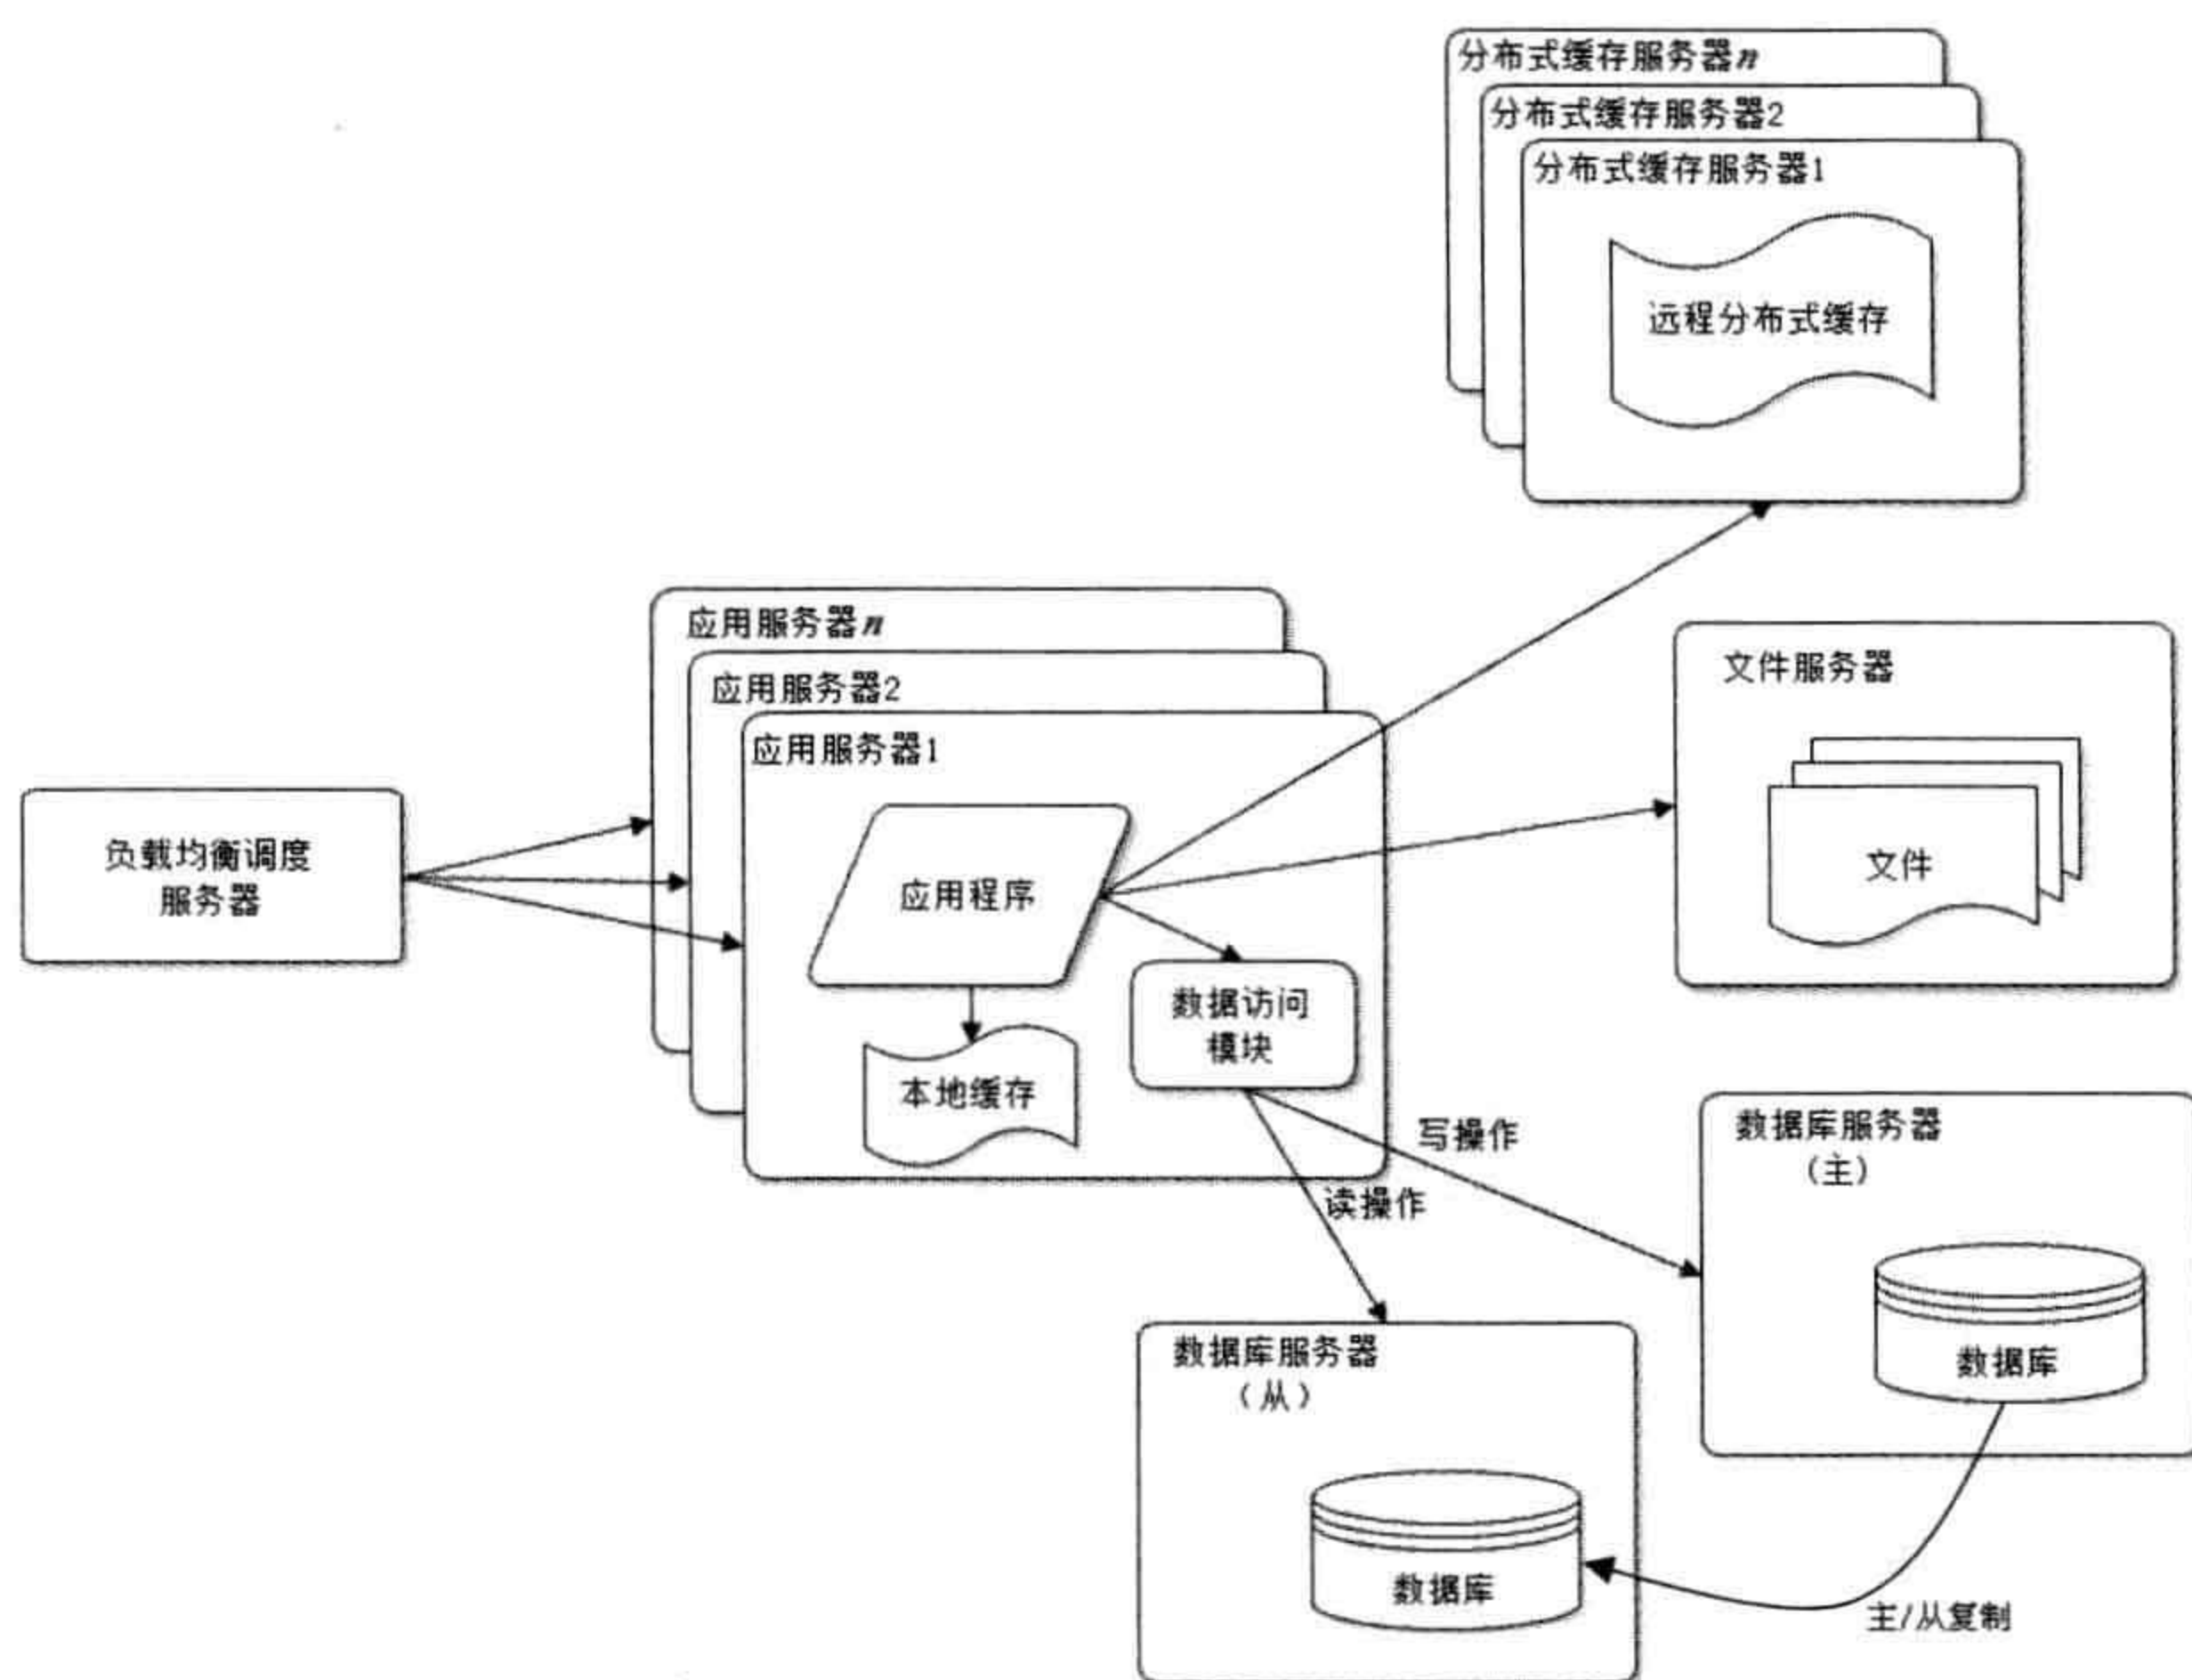 分布式缓存服务器n
分布式缓存服务器2
分布式缓存服务器1
远程分布式缓存
应用服务器n
应用服务器2
应用服务器1
文件服务器
文件
负载均衡调度
服务器
应用程序
数据访问
模块
本地缓存
写操作
读操作
数据库服务器
（主）
数据库
数据库服务器
（从）
数据库
主/从复制